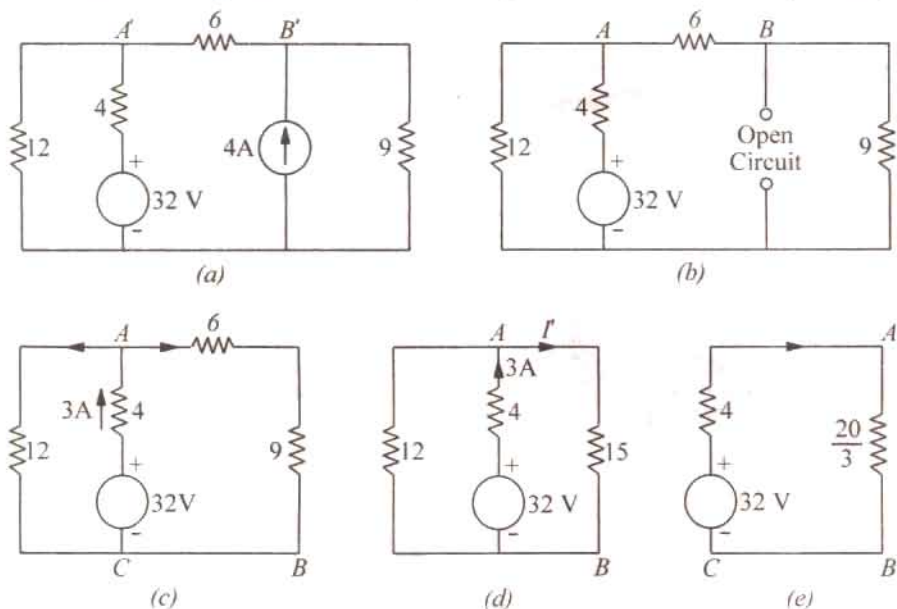 A' 6 B'
12 4 4A 9
+
32 V
-
(a)
A 6 B
12 4 Open 9
Circuit
+
32 V
-
(b)
A 6
3A 4
12 9
+
32V
-
C B
(c)
A I'
3A
4
12 15
+
32 V
-
B
(d)
A
4 20
3
+
32 V
-
C B
(e)